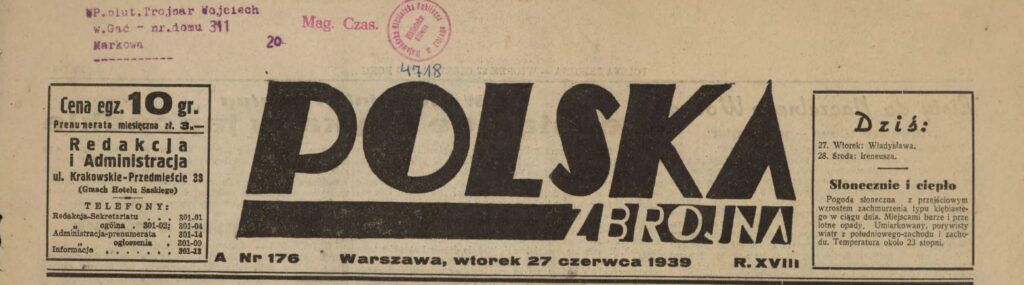 WP.plut.Trojnar Wojciech
w.Gać - nr.domu 311
Markowa
20-
Mag. Czas.
4718
Cena egz. 10 gr.
Prenumerata miesięczna zł. 3.—
Redakcja
i Administracja
ul. Krakowskie-Przedmieście 33
(Gmach Hotelu Saskiego)
TELEFONY:
Redakcja-Sekretariat . . . 301-01
„ ogólna . 301-02; 301-04
Administracja-prenumerata . 301-14
„ ogłoszenia . 301-09
Informacja . . . . . 301-13
POLSKA
ZBROJNA
A Nr 176 Warszawa, wtorek 27 czerwca 1939 R. XVIII
Dziś:
27. Wtorek: Władysława.
28. Środa: Ireneusza.
Słonecznie i ciepło
Pogoda słoneczna z przejściowym
wzrostem zachmurzenia typu kłębiaste-
go w ciągu dnia. Miejscami burze i prze
lotne opady, Umiarkowany, porywisty
wiatr z południowego-zachodu i zacho-
du. Temperatura około 23 stopni.